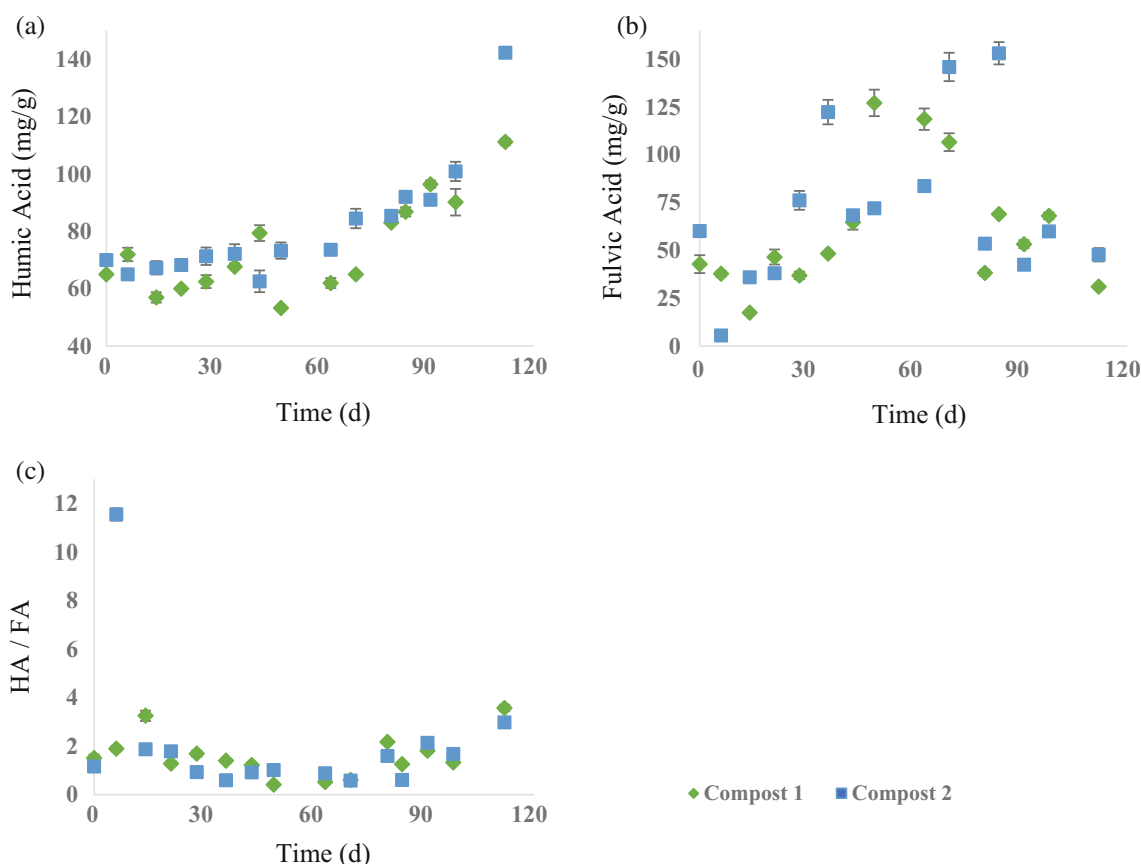 (a)
Humic Acid (mg/g)
140
120
100
80
60
40
0 30 60 90 120
Time (d)
(b)
Fulvic Acid (mg/g)
150
125
100
75
50
25
0
0 30 60 90 120
Time (d)
(c)
HA / FA
12
10
8
6
4
2
0
0 30 60 90 120
Time (d)
Compost 1 Compost 2